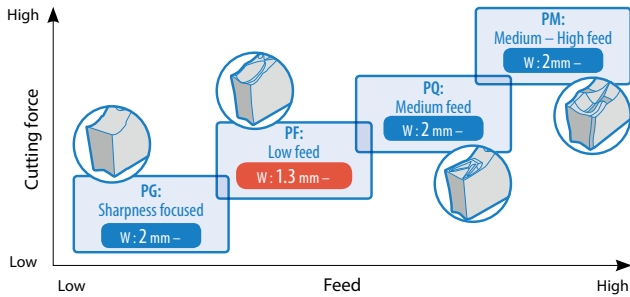 High
Cutting force
Low
PM:
Medium – High feed
W : 2mm –
PQ:
Medium feed
W : 2 mm –
PF:
Low feed
W : 1.3 mm –
PG:
Sharpness focused
W : 2 mm –
Low
Feed
High